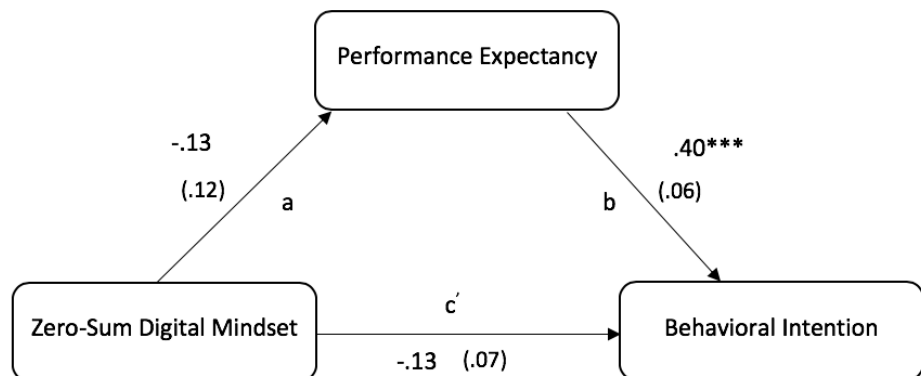 Performance Expectancy
-.13
.40***
(.12)
(.06)
a
b
c′
Zero-Sum Digital Mindset
Behavioral Intention
-.13 (.07)